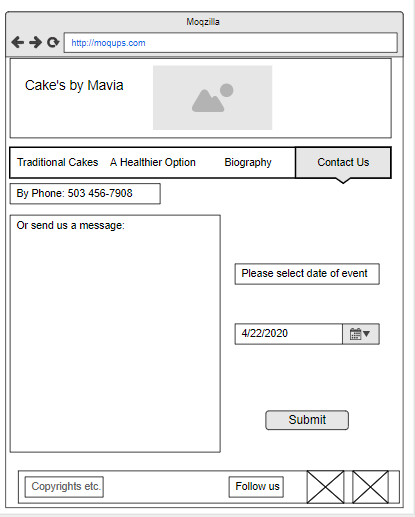 Moqzilla
http://moqups.com
Cake's by Mavia
Traditional Cakes A Healthier Option Biography Contact Us
By Phone: 503 456-7908
Or send us a message:
Please select date of event
4/22/2020
Submit
Copyrights etc.
Follow us